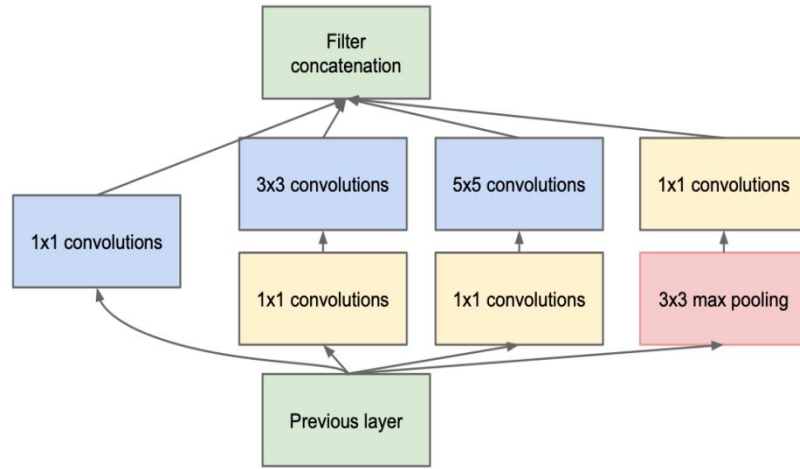 Filter
concatenation
3x3 convolutions
5x5 convolutions
1x1 convolutions
1x1 convolutions
1x1 convolutions
1x1 convolutions
3x3 max pooling
Previous layer